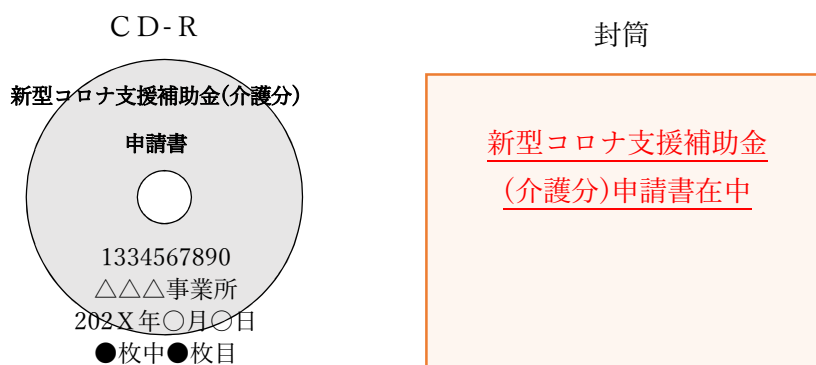 ＣＤ-Ｒ
新型コロナ支援補助金(介護分)
申請書
1334567890
△△△事業所
202Ｘ年○月○日
●枚中●枚目
封筒
新型コロナ支援補助金
(介護分)申請書在中